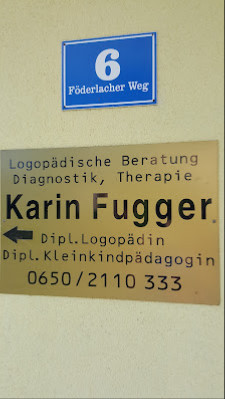 6
Föderlacher Weg
Logopädische Beratung
Diagnostik, Therapie
Karin Fugger
Dipl.Logopädin
Dipl.Kleinkindpädagogin
0650/2110 333